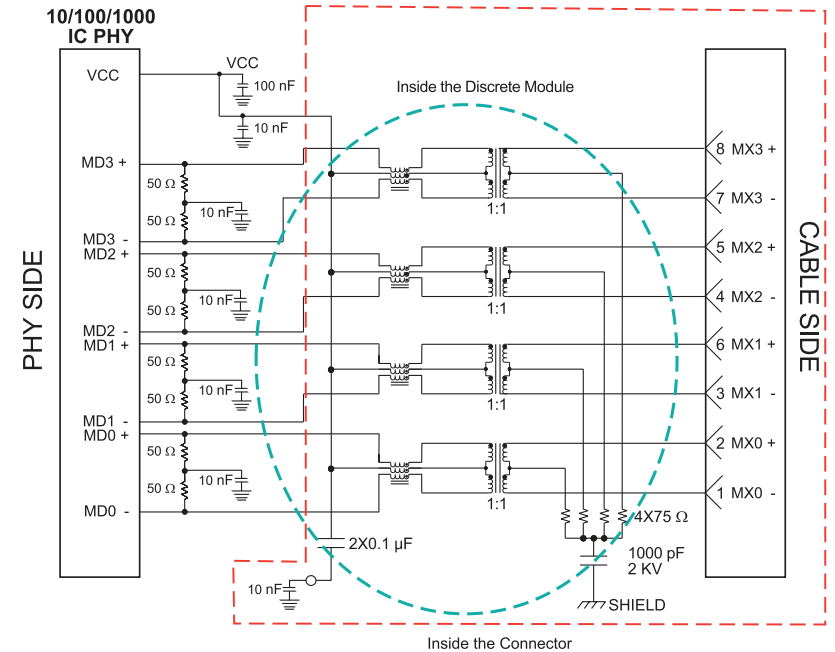 10/100/1000
IC PHY
VCC
VCC
100 nF
10 nF
Inside the Discrete Module
MD3 +
50 Ω
50 Ω
10 nF
MD3 -
MD2 +
50 Ω
50 Ω
10 nF
MD2 -
MD1 +
50 Ω
50 Ω
10 nF
MD1 -
MD0 +
50 Ω
50 Ω
10 nF
MD0 -
PHY SIDE
1:1
1:1
1:1
1:1
8 MX3 +
7 MX3 -
5 MX2 +
4 MX2 -
6 MX1 +
3 MX1 -
2 MX0 +
1 MX0 -
CABLE SIDE
4X75 Ω
2X0.1 µF
1000 pF
2 KV
10 nF
SHIELD
Inside the Connector